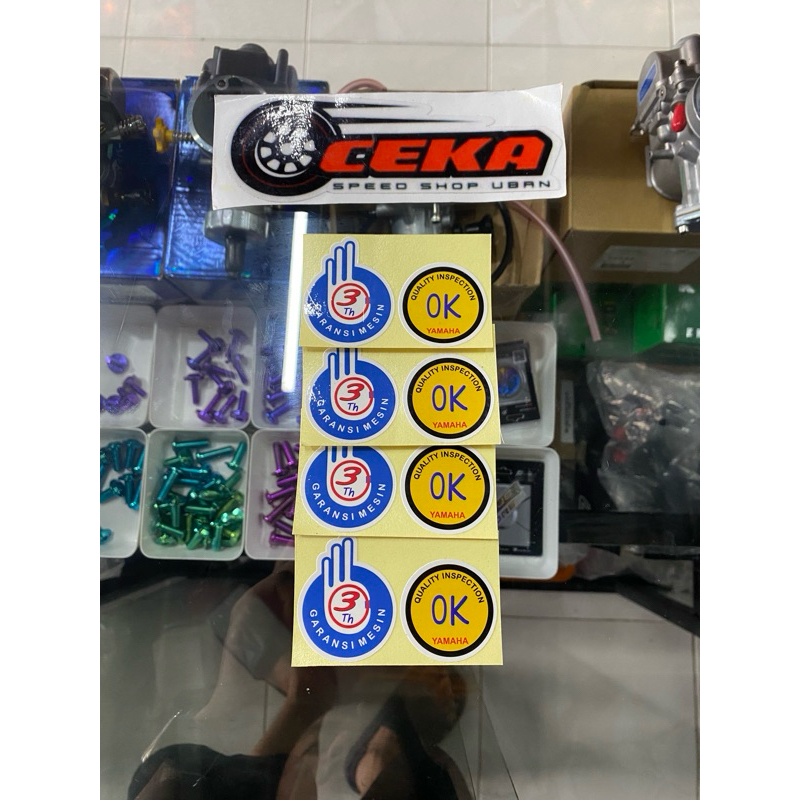 CEKA
SPEED SHOP UBAN
3
Th
GARANSI MESIN
QUALITY INSPECTION
OK
YAMAHA
3
Th
GARANSI MESIN
QUALITY INSPECTION
OK
YAMAHA
3
Th
GARANSI MESIN
QUALITY INSPECTION
OK
YAMAHA
3
Th
GARANSI MESIN
QUALITY INSPECTION
OK
YAMAHA